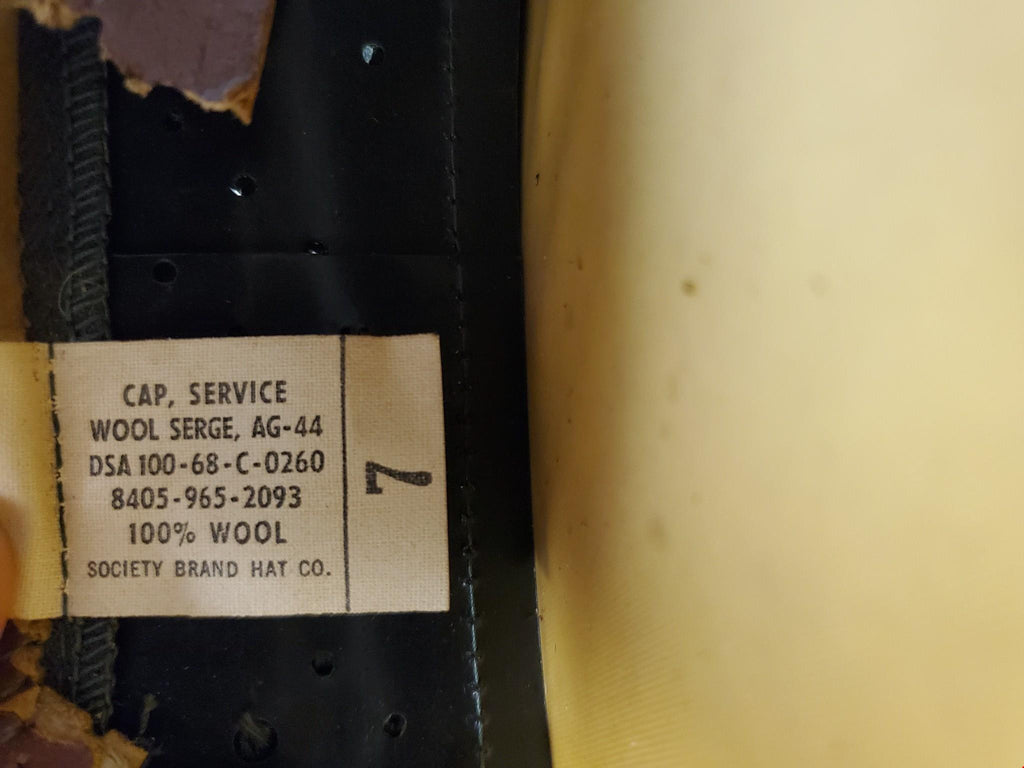 CAP, SERVICE
WOOL SERGE, AG-44
DSA 100-68-C-0260
8405-965-2093
100% WOOL
SOCIETY BRAND HAT CO.
7